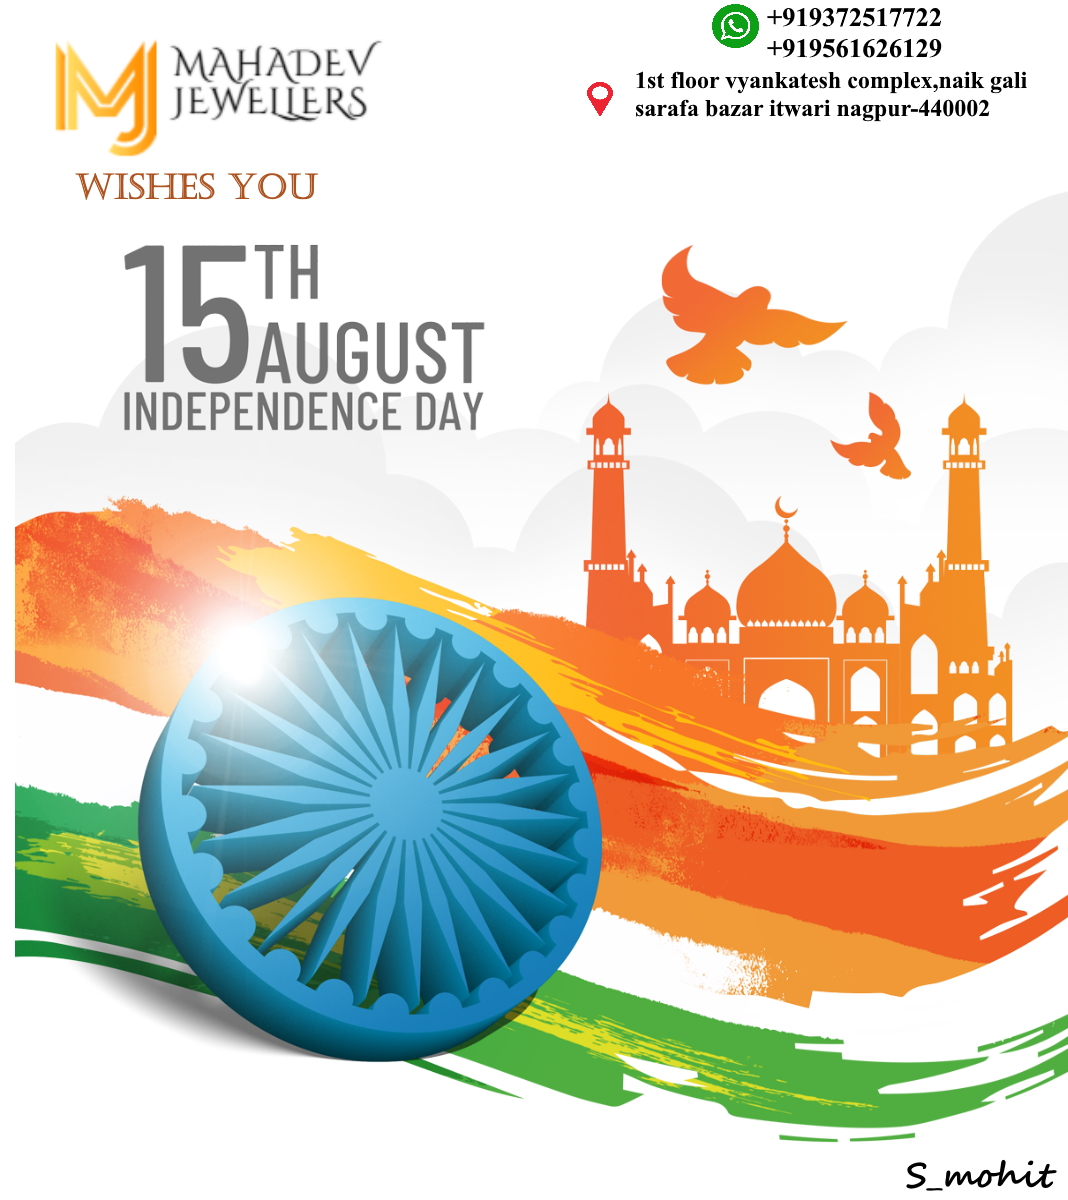 MJ
MAHADEV
JEWELLERS
+919372517722
+919561626129
1st floor vyankatesh complex,naik gali
sarafa bazar itwari nagpur-440002
WISHES YOU
15TH
AUGUST
INDEPENDENCE DAY
S_mohit